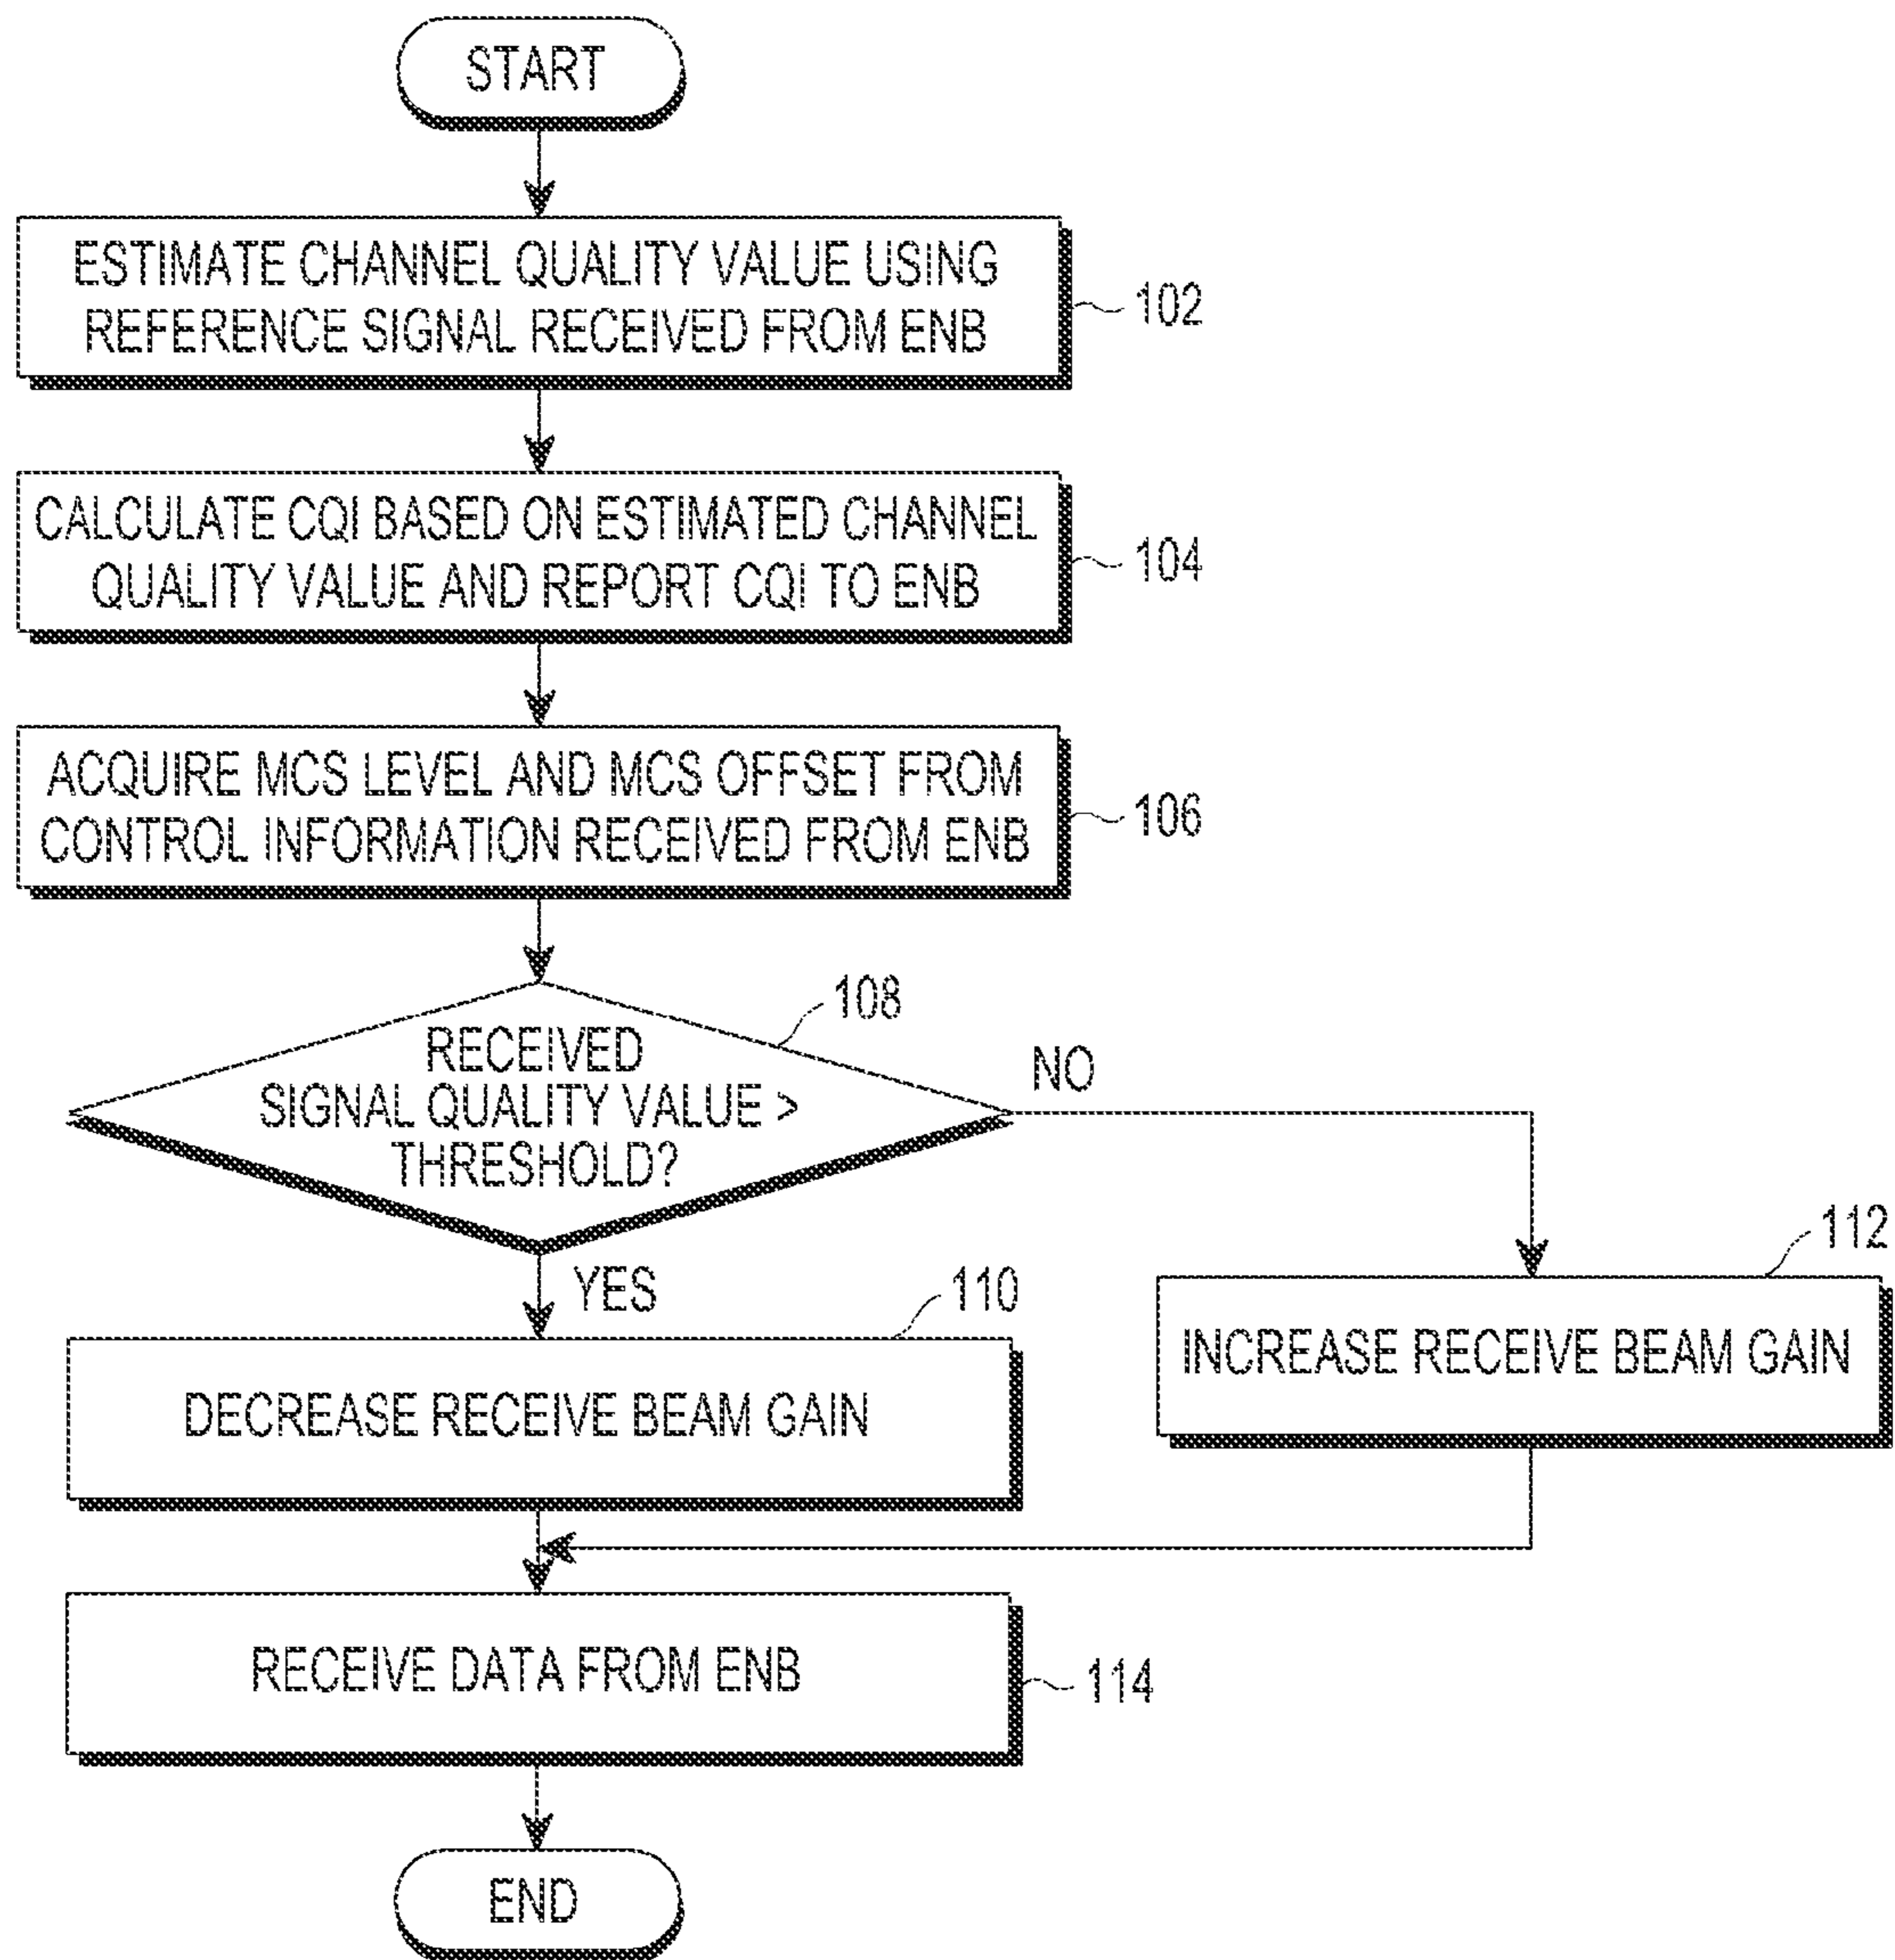 START
ESTIMATE CHANNEL QUALITY VALUE USING
REFERENCE SIGNAL RECEIVED FROM ENB
102
CALCULATE CQI BASED ON ESTIMATED CHANNEL
QUALITY VALUE AND REPORT CQI TO ENB
104
ACQUIRE MCS LEVEL AND MCS OFFSET FROM
CONTROL INFORMATION RECEIVED FROM ENB
106
108
RECEIVED
SIGNAL QUALITY VALUE >
THRESHOLD?
NO
YES
110
DECREASE RECEIVE BEAM GAIN
112
INCREASE RECEIVE BEAM GAIN
RECEIVE DATA FROM ENB
114
END